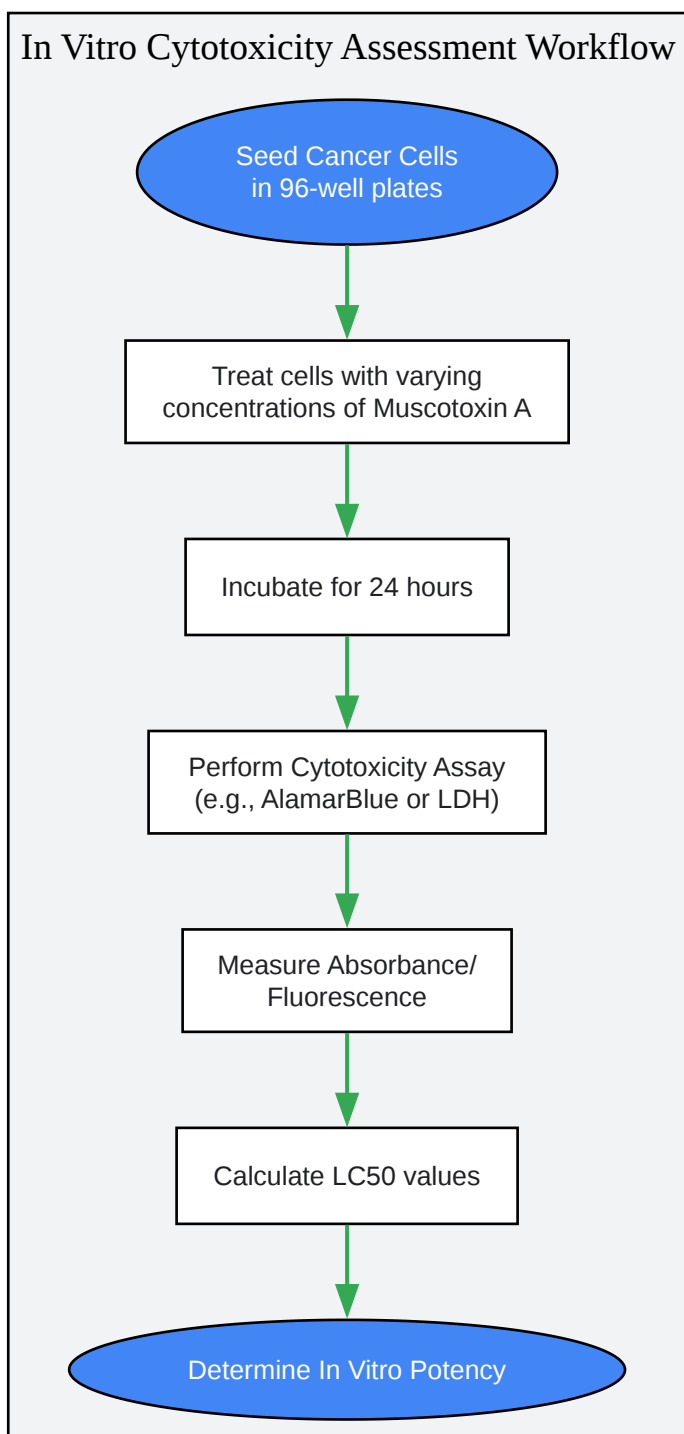 In Vitro Cytotoxicity Assessment Workflow
Seed Cancer Cells
in 96-well plates
Treat cells with varying
concentrations of Muscotoxin A
Incubate for 24 hours
Perform Cytotoxicity Assay
(e.g., AlamarBlue or LDH)
Measure Absorbance/
Fluorescence
Calculate LC50 values
Determine In Vitro Potency